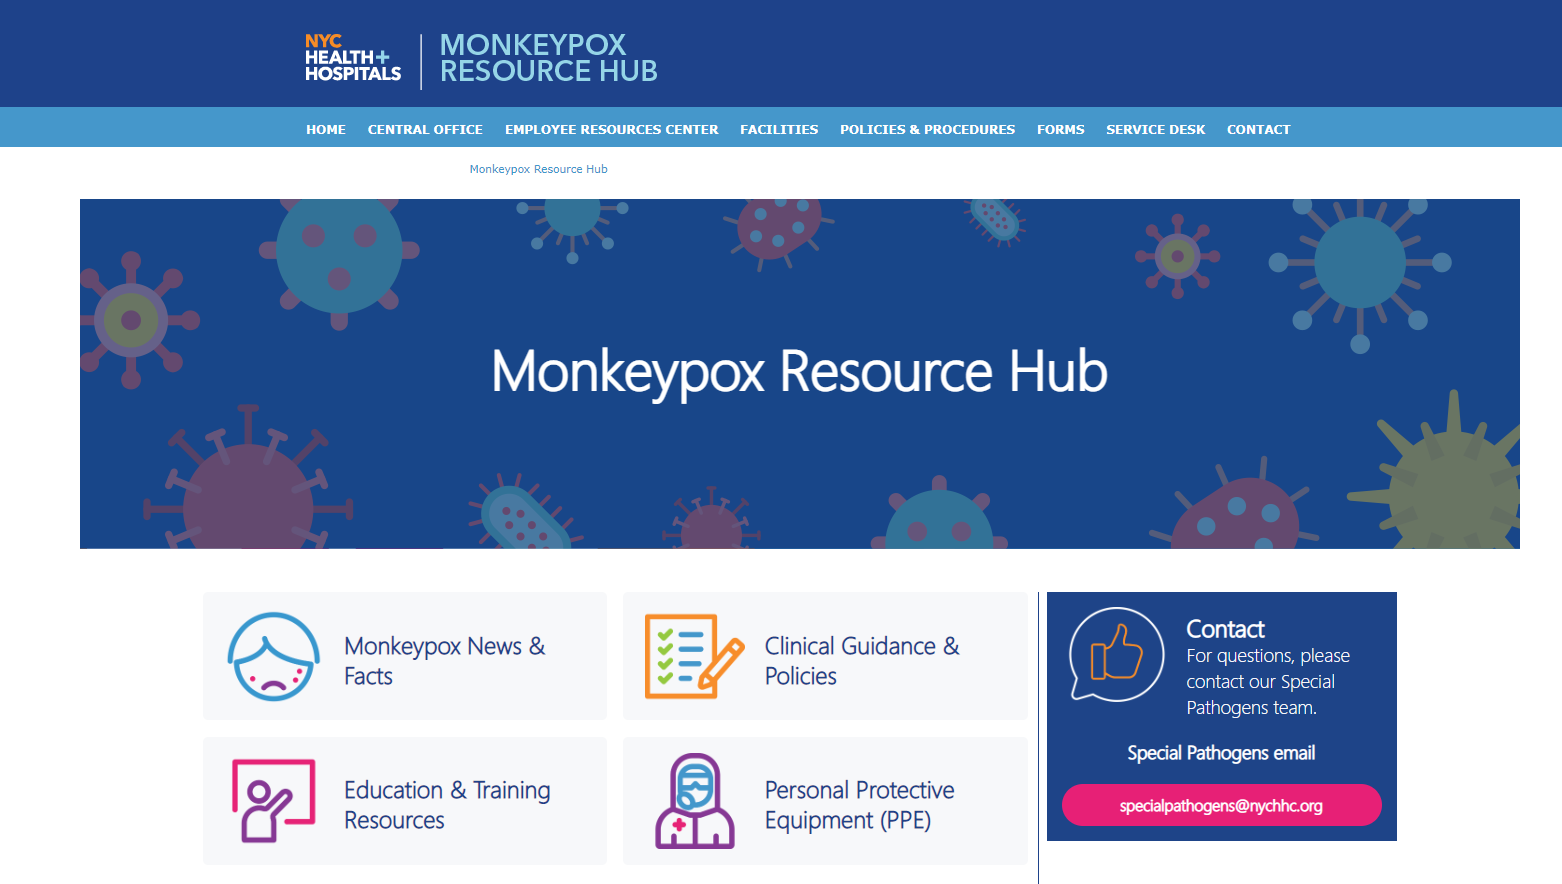 NYC
HEALTH+
HOSPITALS
MONKEYPOX
RESOURCE HUB
HOME CENTRAL OFFICE EMPLOYEE RESOURCES CENTER FACILITIES POLICIES & PROCEDURES FORMS SERVICE DESK CONTACT
Monkeypox Resource Hub
Monkeypox Resource Hub
Monkeypox News &
Facts
Clinical Guidance &
Policies
Education & Training
Resources
Personal Protective
Equipment (PPE)
Contact
For questions, please
contact our Special
Pathogens team.
Special Pathogens email
specialpathogens@nychhc.org